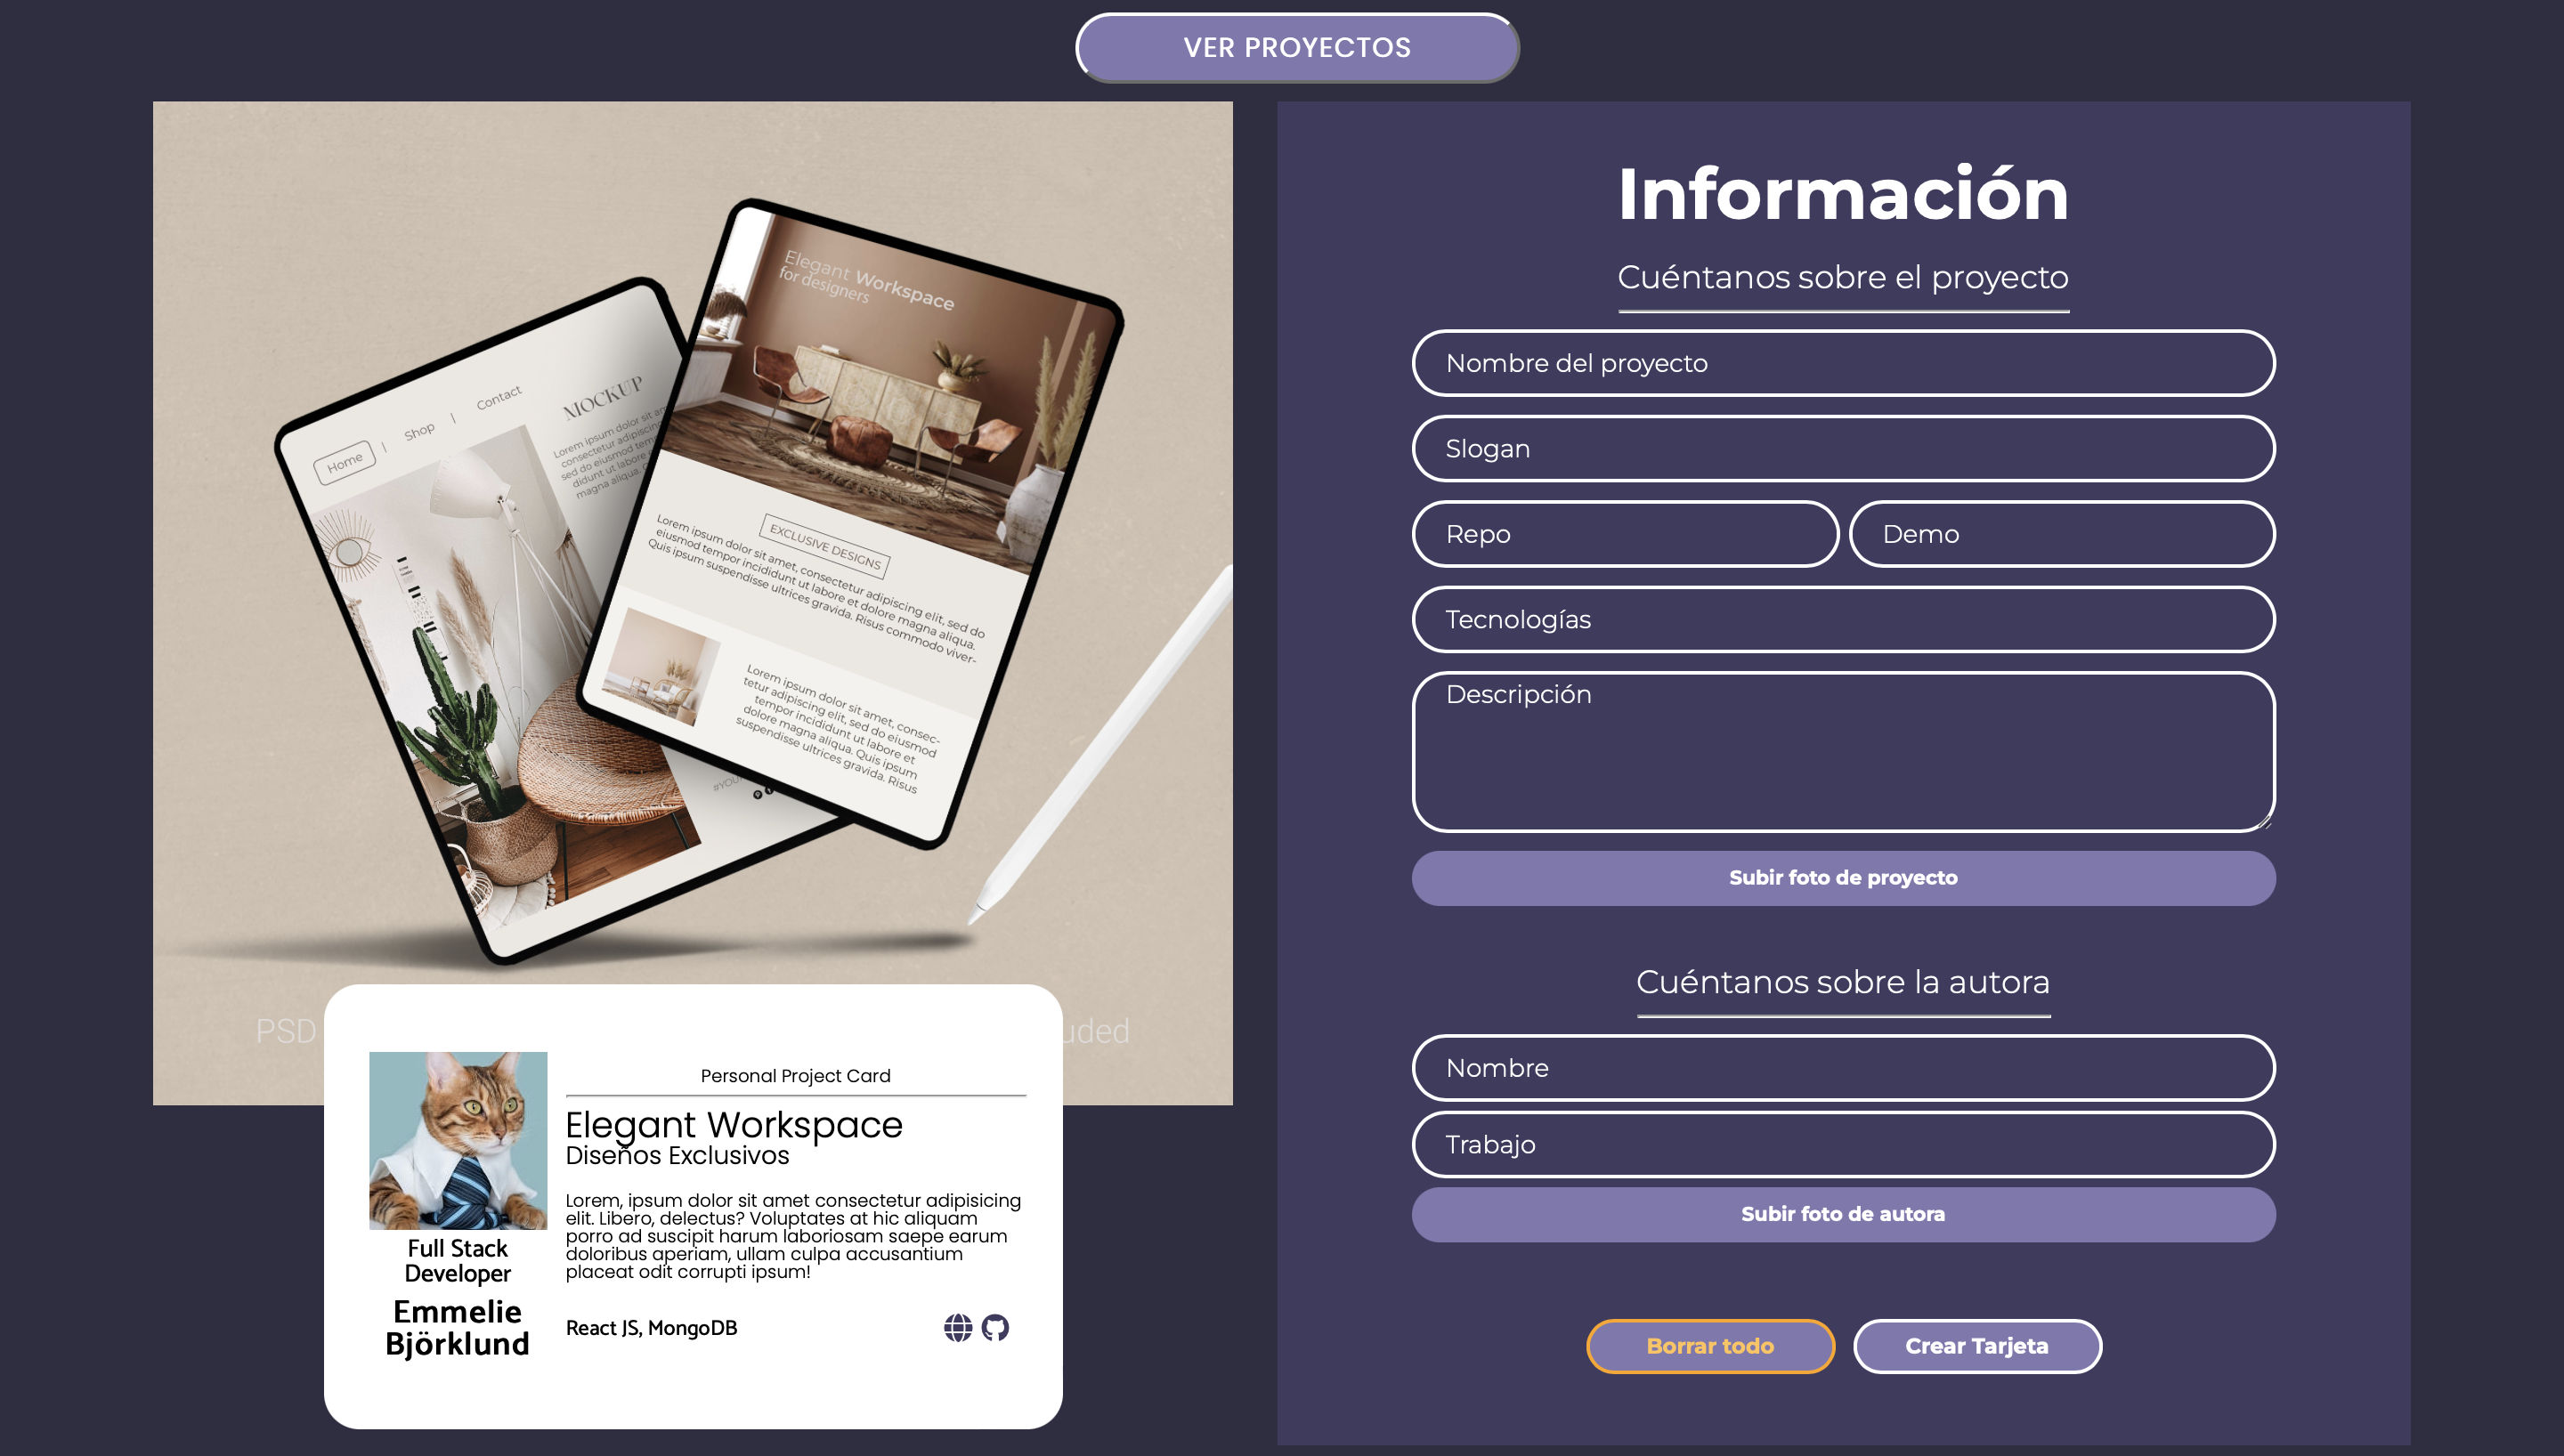 VER PROYECTOS
Home | Shop | Contact
MOCKUP
Lorem ipsum dolor sit
consectetur adipiscing
sed do eiusmod
didunt ut labore
magna aliqua.
Elegant Workspace
for designers
EXCLUSIVE DESIGNS
Lorem ipsum dolor sit amet, consectetur adipiscing elit, sed do
eiusmod tempor incididunt ut labore et dolore magna aliqua.
Quis ipsum suspendisse ultrices gravida. Risus commodo viver-
Lorem ipsum dolor sit amet, consec-
tetur adipiscing elit, sed do eiusmod
tempor incididunt ut labore et
dolore magna aliqua. Quis ipsum
suspendisse ultrices gravida. Risus
PSD
Personal Project Card
Elegant Workspace
Diseños Exclusivos
Lorem, ipsum dolor sit amet consectetur adipisicing
elit. Libero, delectus? Voluptates at hic aliquam
porro ad suscipit harum laboriosam saepe earum
doloribus aperiam, ullam culpa accusantium
placeat odit corrupti ipsum!
Full Stack
Developer
Emmelie
Björklund
React JS, MongoDB
Información
Cuéntanos sobre el proyecto
Nombre del proyecto
Slogan
Repo
Demo
Tecnologías
Descripción
Subir foto de proyecto
Cuéntanos sobre la autora
Nombre
Trabajo
Subir foto de autora
Borrar todo
Crear Tarjeta